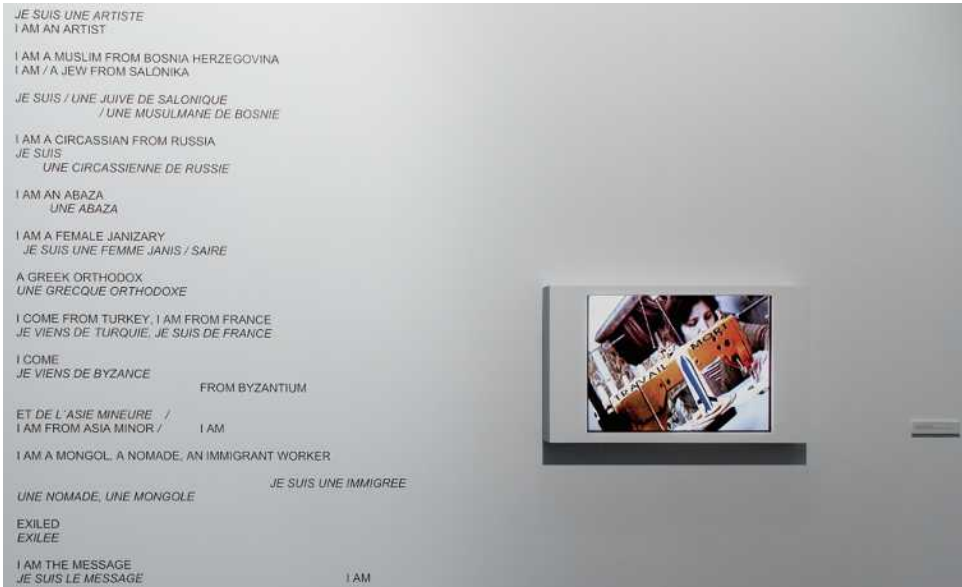 JE SUIS UNE ARTISTE
I AM AN ARTIST
I AM A MUSLIM FROM BOSNIA HERZEGOVINA
I AM / A JEW FROM SALONIKA
JE SUIS / UNE JUIVE DE SALONIQUE
/ UNE MUSULMANE DE BOSNIE
I AM A CIRCASSIAN FROM RUSSIA
JE SUIS
UNE CIRCASSIENNE DE RUSSIE
I AM AN ABAZA
UNE ABAZA
I AM A FEMALE JANIZARY
JE SUIS UNE FEMME JANIS / SAIRE
A GREEK ORTHODOX
UNE GRECQUE ORTHODOXE
I COME FROM TURKEY, I AM FROM FRANCE
JE VIENS DE TURQUIE, JE SUIS DE FRANCE
I COME
JE VIENS DE BYZANCE
FROM BYZANTIUM
ET DE L'ASIE MINEURE /
I AM FROM ASIA MINOR / I AM
I AM A MONGOL, A NOMADE, AN IMMIGRANT WORKER
JE SUIS UNE IMMIGREE
UNE NOMADE, UNE MONGOLE
EXILED
EXILEE
I AM THE MESSAGE
JE SUIS LE MESSAGE I AM
TRAVAIL MORT